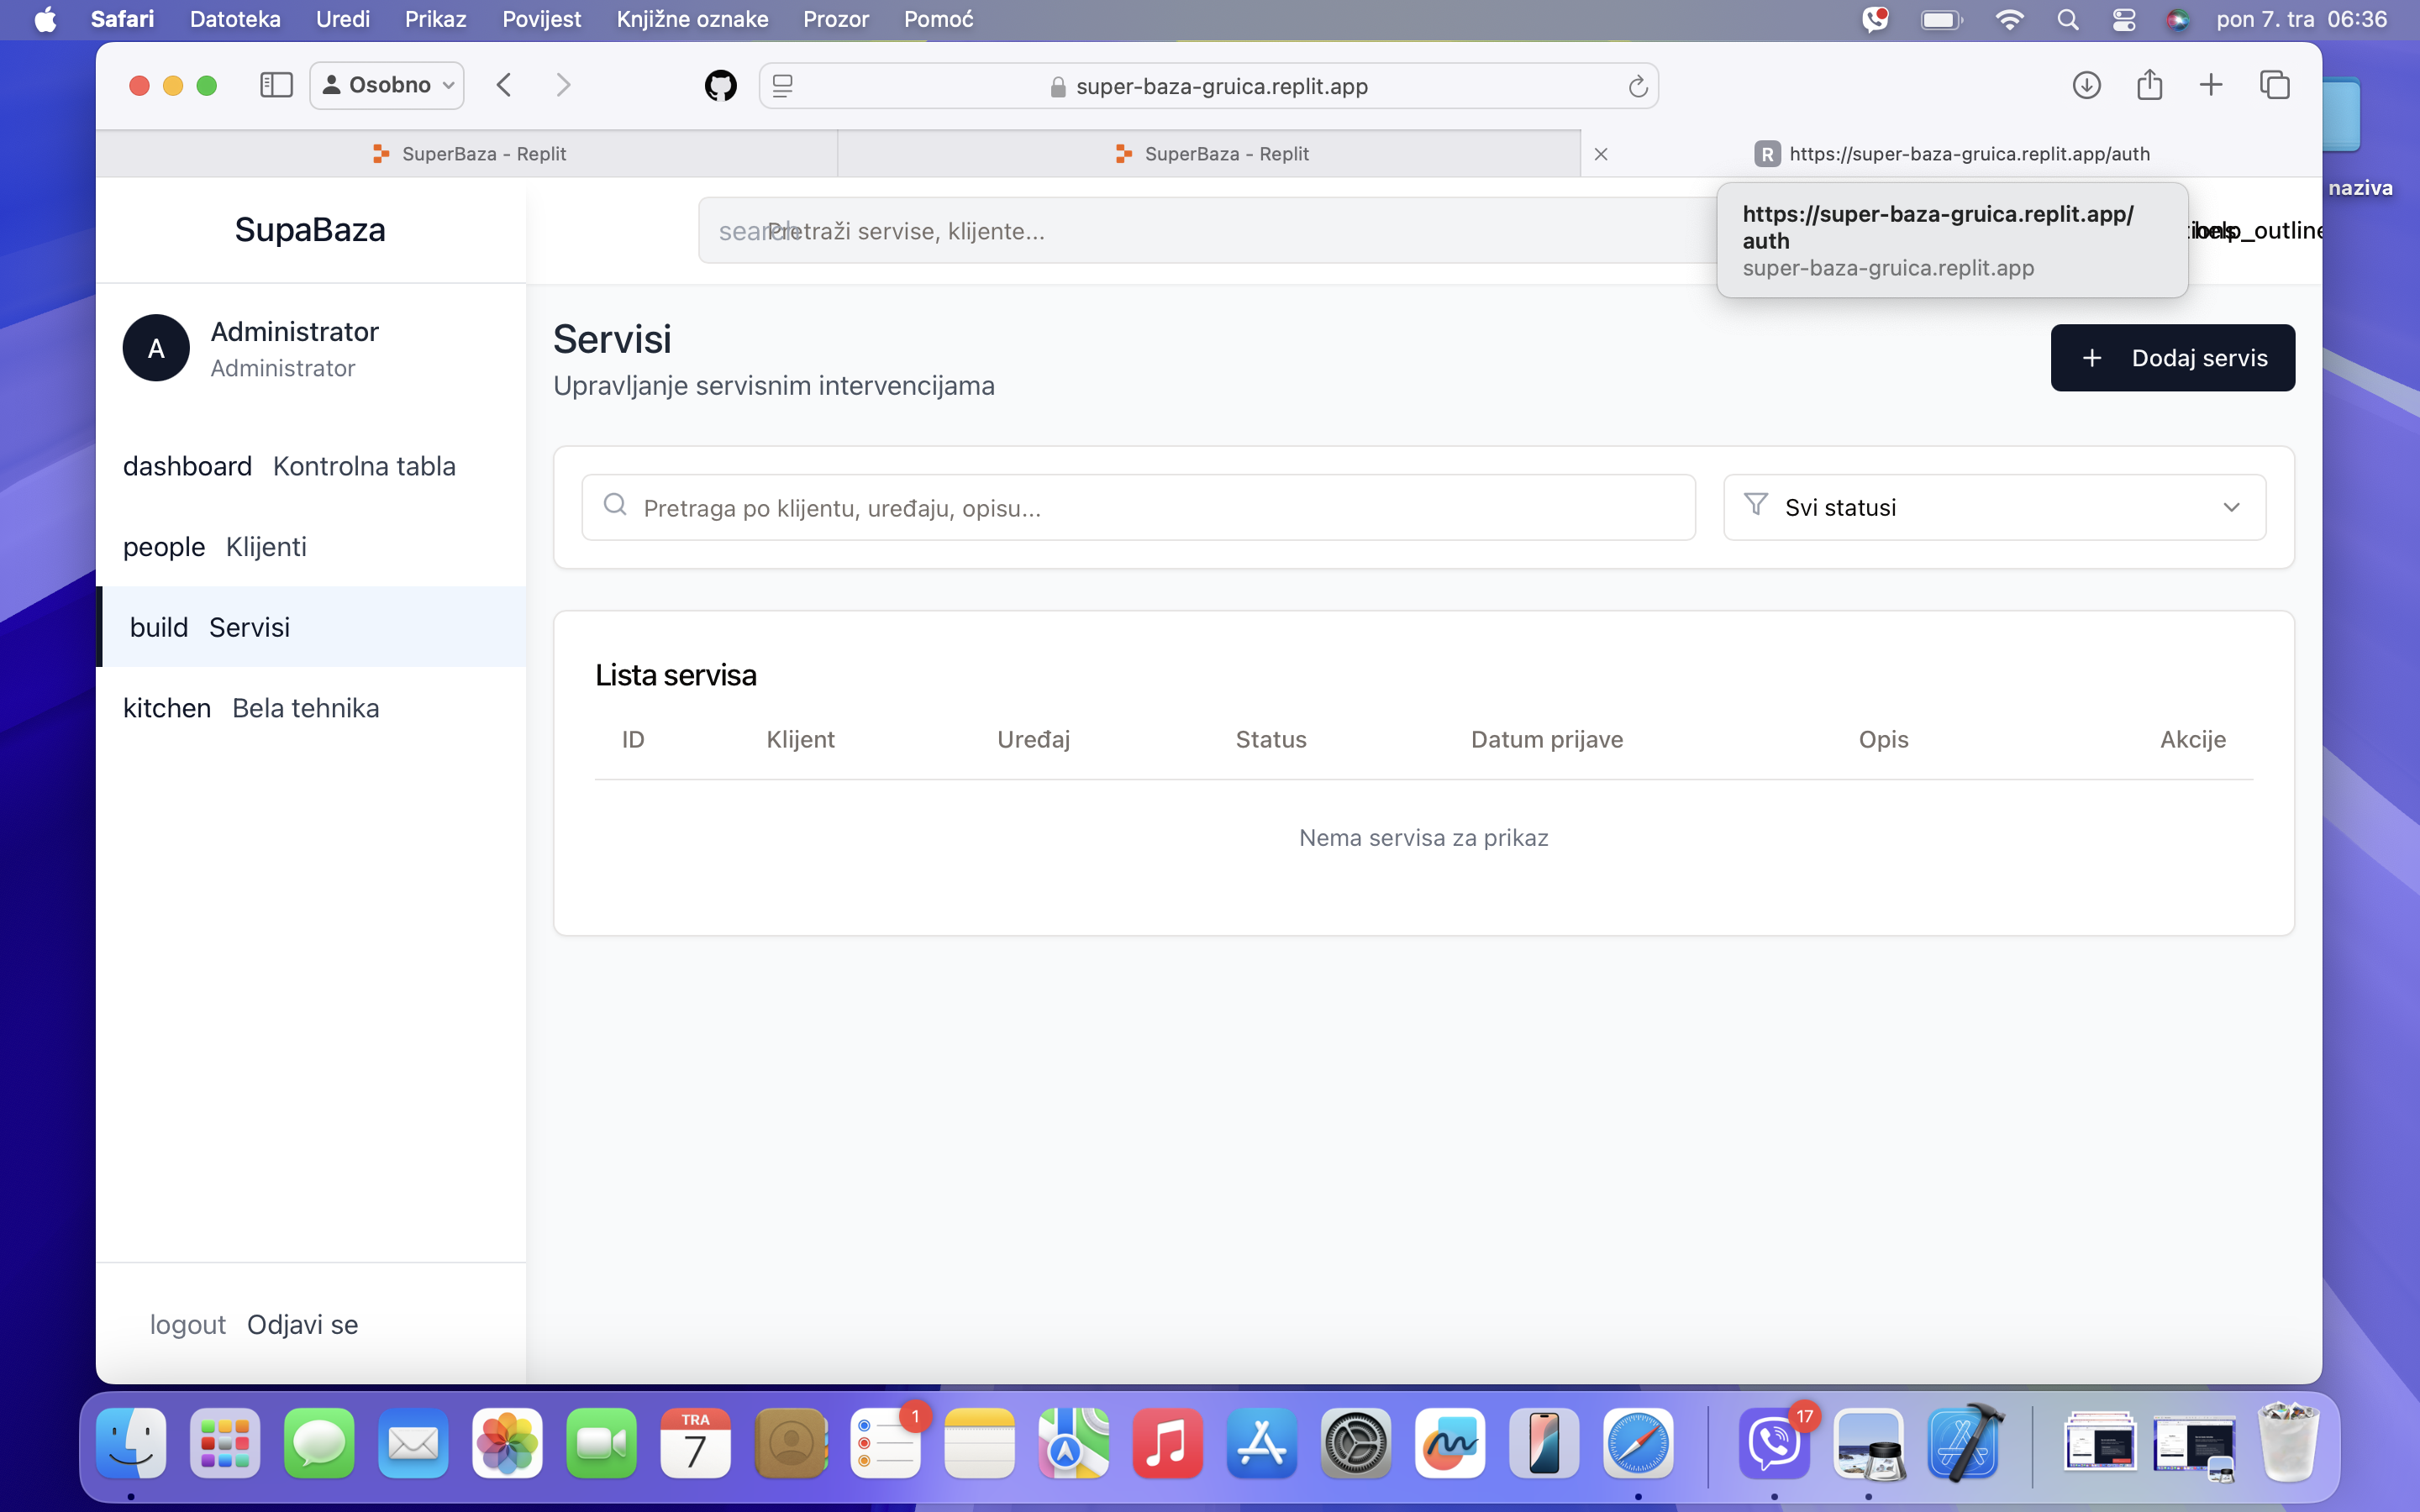 Safari Datoteka Uredi Prikaz Povijest Knjižne oznake Prozor Pomoć pon 7. tra 06:36
Osobno super-baza-gruica.replit.app
SuperBaza - Replit SuperBaza - Replit R https://super-baza-gruica.replit.app/auth
naziva
https://super-baza-gruica.replit.app/
auth
super-baza-gruica.replit.app
SupaBaza
search Pretraži servise, klijente...
help_outline
A Administrator
Administrator
dashboard Kontrolna tabla
people Klijenti
build Servisi
kitchen Bela tehnika
logout Odjavi se
Servisi
Upravljanje servisnim intervencijama
+ Dodaj servis
Pretraga po klijentu, uređaju, opisu...
Svi statusi
Lista servisa
ID Klijent Uređaj Status Datum prijave Opis Akcije
Nema servisa za prikaz
TRA
7
1
17